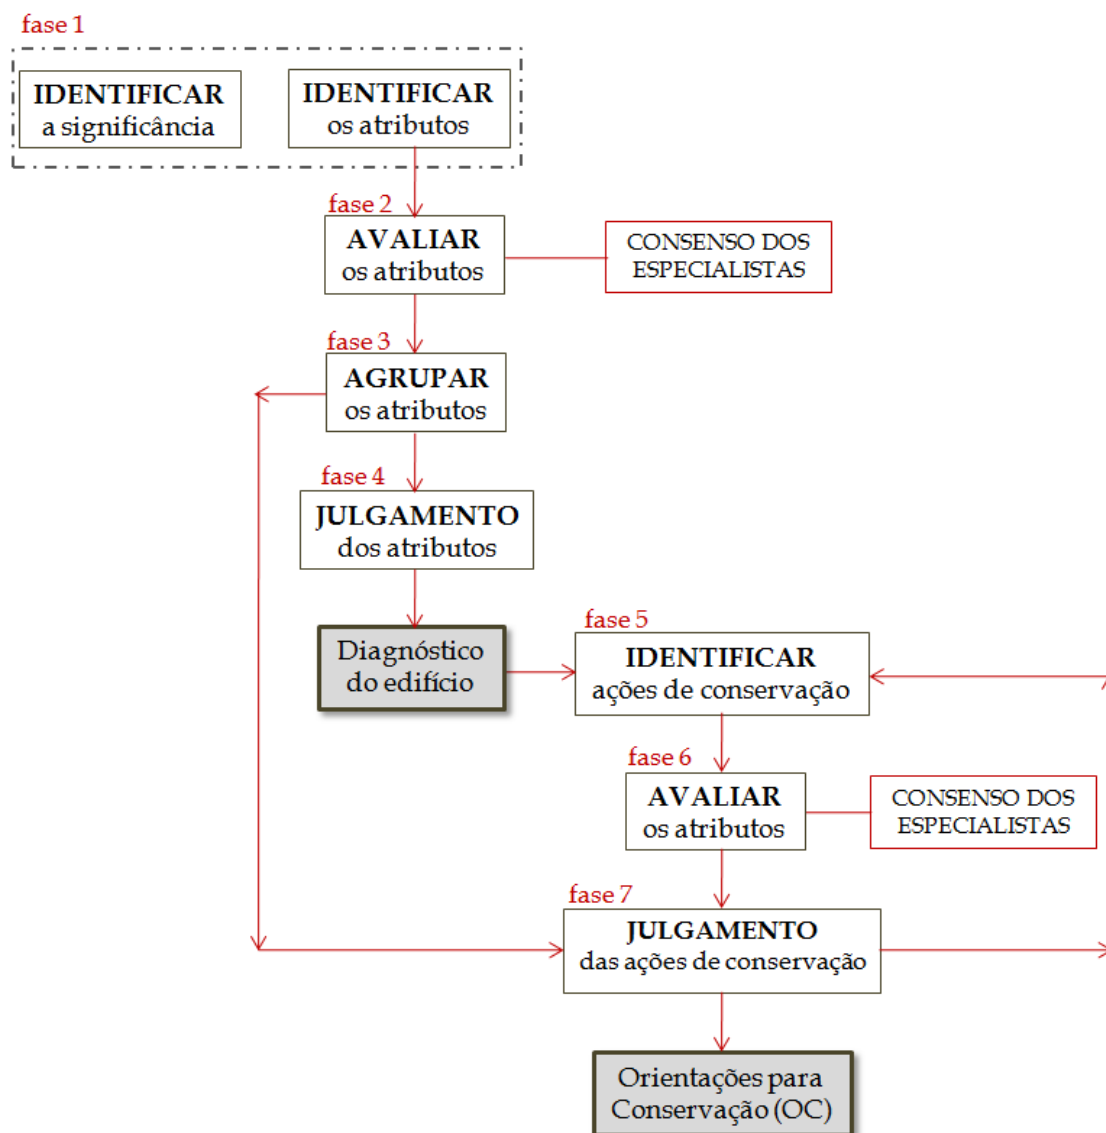 fase 1
IDENTIFICAR
a significância
IDENTIFICAR
os atributos
fase 2
AVALIAR
os atributos
CONSENSO DOS
ESPECIALISTAS
fase 3
AGRUPAR
os atributos
fase 4
JULGAMENTO
dos atributos
Diagnóstico
do edifício
fase 5
IDENTIFICAR
ações de conservação
fase 6
AVALIAR
os atributos
CONSENSO DOS
ESPECIALISTAS
fase 7
JULGAMENTO
das ações de conservação
Orientações para
Conservação (OC)